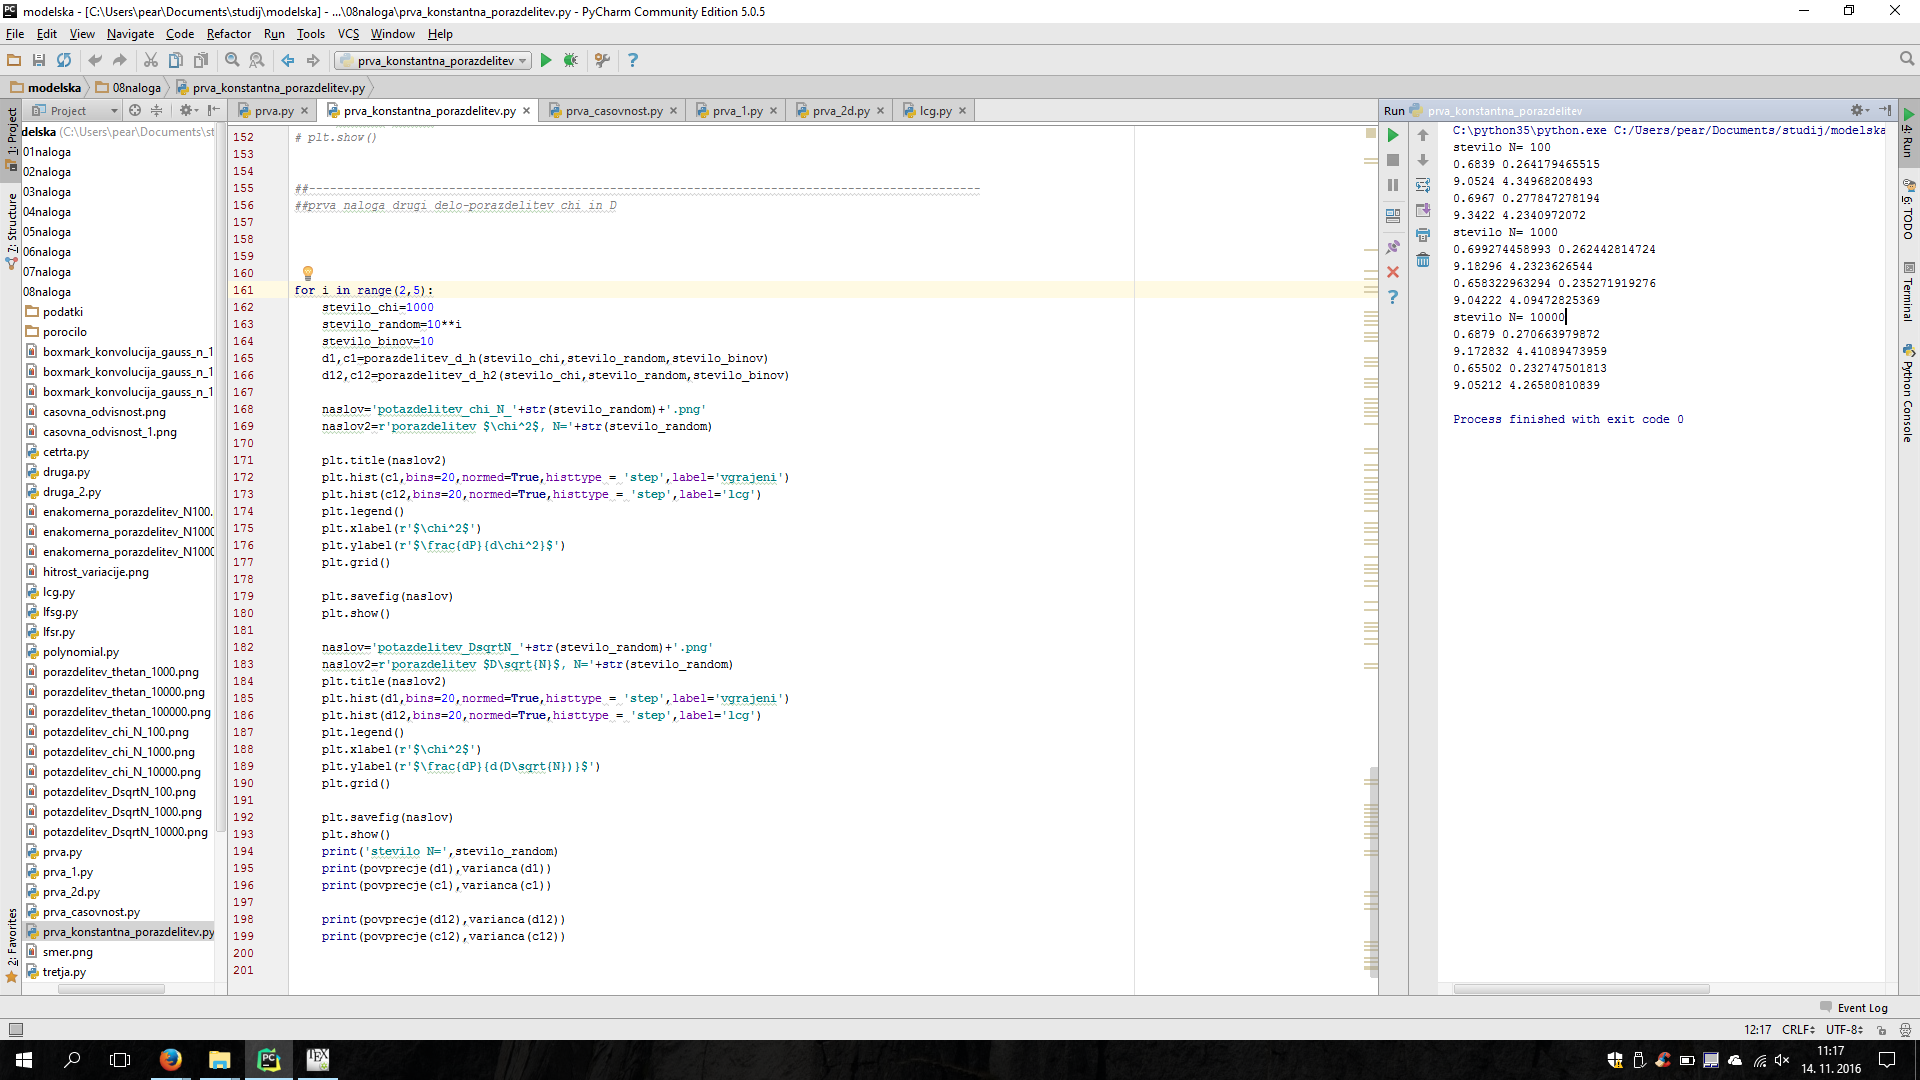 modelska - [C:\Users\pear\Documents\studij\modelska] - ...\08naloga\prva_konstantna_porazdelitev.py - PyCharm Community Edition 5.0.5
File Edit View Navigate Code Refactor Run Tools VCS Window Help
prva_konstantna_porazdelitev
modelska 08naloga prva_konstantna_porazdelitev.py
Project
prva.py prva_konstantna_porazdelitev.py prva_casovnost.py prva_1.py prva_2d.py lcg.py
Run prva_konstantna_porazdelitev
1: Project
7: Structure
2: Favorites
delska (C:\Users\pear\Documents\st
01naloga
02naloga
03naloga
04naloga
05naloga
06naloga
07naloga
08naloga
podatki
porocilo
boxmark_konvolucija_gauss_n_1
boxmark_konvolucija_gauss_n_1
boxmark_konvolucija_gauss_n_1
casovna_odvisnost.png
casovna_odvisnost_1.png
cetrta.py
druga.py
druga_2.py
enakomerna_porazdelitev_N100.
enakomerna_porazdelitev_N1000
enakomerna_porazdelitev_N1000
hitrost_variacije.png
lcg.py
lfsg.py
lfsr.py
polynomial.py
porazdelitev_thetan_1000.png
porazdelitev_thetan_10000.png
porazdelitev_thetan_100000.png
potazdelitev_chi_N_100.png
potazdelitev_chi_N_1000.png
potazdelitev_chi_N_10000.png
potazdelitev_DsqrtN_100.png
potazdelitev_DsqrtN_1000.png
potazdelitev_DsqrtN_10000.png
prva.py
prva_1.py
prva_2d.py
prva_casovnost.py
prva_konstantna_porazdelitev.py
smer.png
tretja.py
152 # plt.show()
153
154
155 ##------------------------------------------------------------------------------------------------
156 ##prva naloga drugi delo-porazdelitev chi in D
157
158
159
160
161 for i in range(2,5):
162 stevilo_chi=1000
163 stevilo_random=10**i
164 stevilo_binov=10
165 d1,c1=porazdelitev_d_h(stevilo_chi,stevilo_random,stevilo_binov)
166 d12,c12=porazdelitev_d_h2(stevilo_chi,stevilo_random,stevilo_binov)
167
168 naslov='potazdelitev_chi_N_'+str(stevilo_random)+'.png'
169 naslov2=r'porazdelitev $\chi^2$, N='+str(stevilo_random)
170
171 plt.title(naslov2)
172 plt.hist(c1,bins=20,normed=True,histtype = 'step',label='vgrajeni')
173 plt.hist(c12,bins=20,normed=True,histtype = 'step',label='lcg')
174 plt.legend()
175 plt.xlabel(r'$\chi^2$')
176 plt.ylabel(r'$\frac{dP}{d\chi^2}$')
177 plt.grid()
178
179 plt.savefig(naslov)
180 plt.show()
181
182 naslov='potazdelitev_DsqrtN_'+str(stevilo_random)+'.png'
183 naslov2=r'porazdelitev $D\sqrt{N}$, N='+str(stevilo_random)
184 plt.title(naslov2)
185 plt.hist(d1,bins=20,normed=True,histtype = 'step',label='vgrajeni')
186 plt.hist(d12,bins=20,normed=True,histtype = 'step',label='lcg')
187 plt.legend()
188 plt.xlabel(r'$\chi^2$')
189 plt.ylabel(r'$\frac{dP}{d(D\sqrt{N})}$')
190 plt.grid()
191
192 plt.savefig(naslov)
193 plt.show()
194 print('stevilo N=',stevilo_random)
195 print(povprecje(d1),varianca(d1))
196 print(povprecje(c1),varianca(c1))
197
198 print(povprecje(d12),varianca(d12))
199 print(povprecje(c12),varianca(c12))
200
201
C:\python35\python.exe C:/Users/pear/Documents/studij/modelska
stevilo N= 100
0.6839 0.264179465515
9.0524 4.34968208493
0.6967 0.277847278194
9.3422 4.2340972072
stevilo N= 1000
0.699274458993 0.262442814724
9.18296 4.2323626544
0.658322963294 0.235271919276
9.04222 4.09472825369
stevilo N= 10000
0.6879 0.270663979872
9.172832 4.41089473959
0.65502 0.232747501813
9.05212 4.26580810839
Process finished with exit code 0
4: Run
6: TODO
Terminal
Python Console
Event Log
12:17 CRLF UTF-8
11:17
14. 11. 2016